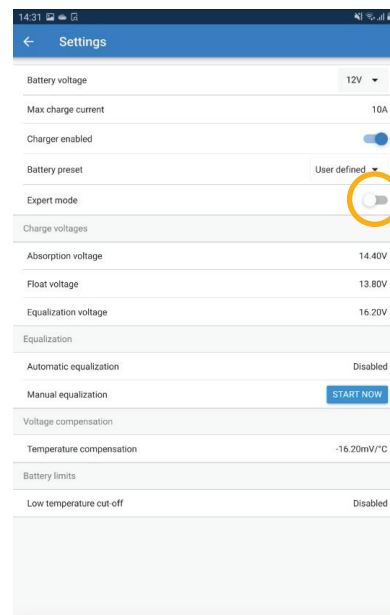 14:31
Settings
Battery voltage 12V
Max charge current 10A
Charger enabled
Battery preset User defined
Expert mode
Charge voltages
Absorption voltage 14.40V
Float voltage 13.80V
Equalization voltage 16.20V
Equalization
Automatic equalization Disabled
Manual equalization START NOW
Voltage compensation
Temperature compensation -16.20mV/°C
Battery limits
Low temperature cut-off Disabled